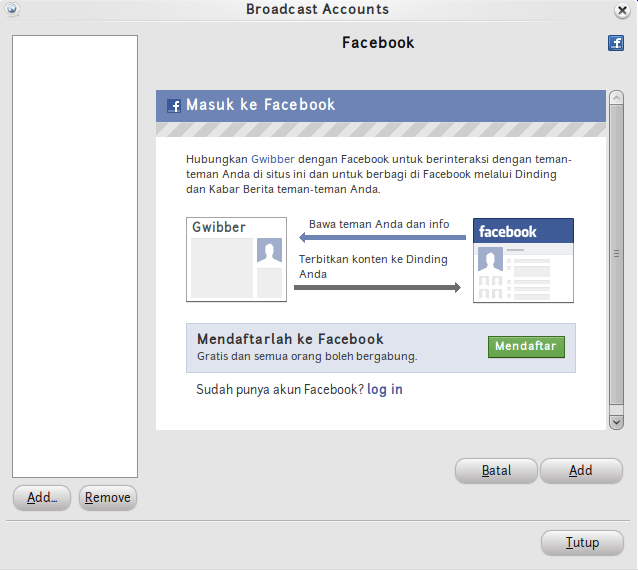 Broadcast Accounts
Facebook
Masuk ke Facebook
Hubungkan Gwibber dengan Facebook untuk berinteraksi dengan teman-
teman Anda di situs ini dan untuk berbagi di Facebook melalui Dinding
dan Kabar Berita teman-teman Anda.
Gwibber
Bawa teman Anda dan info
Terbitkan konten ke Dinding
Anda
facebook
Mendaftarlah ke Facebook
Gratis dan semua orang boleh bergabung.
Mendaftar
Sudah punya akun Facebook? log in
Batal
Add
Add...
Remove
Tutup